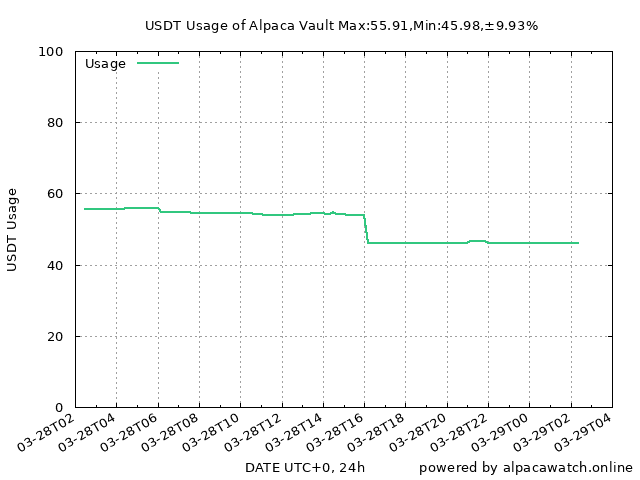 USDT Usage of Alpaca Vault Max:55.91,Min:45.98,±9.93%
Usage
100
80
60
40
20
0
USDT Usage
03-28T02
03-28T04
03-28T06
03-28T08
03-28T10
03-28T12
03-28T14
03-28T16
03-28T18
03-28T20
03-28T22
03-29T00
03-29T02
03-29T04
DATE UTC+0, 24h
powered by alpacawatch.online